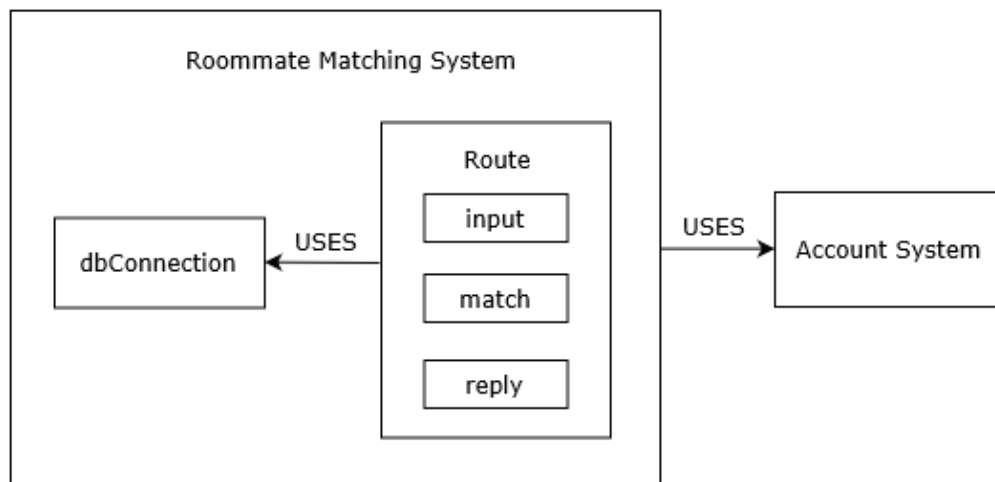 Roommate Matching System
Route
input
USES
USES
dbConnection
Account System
match
reply